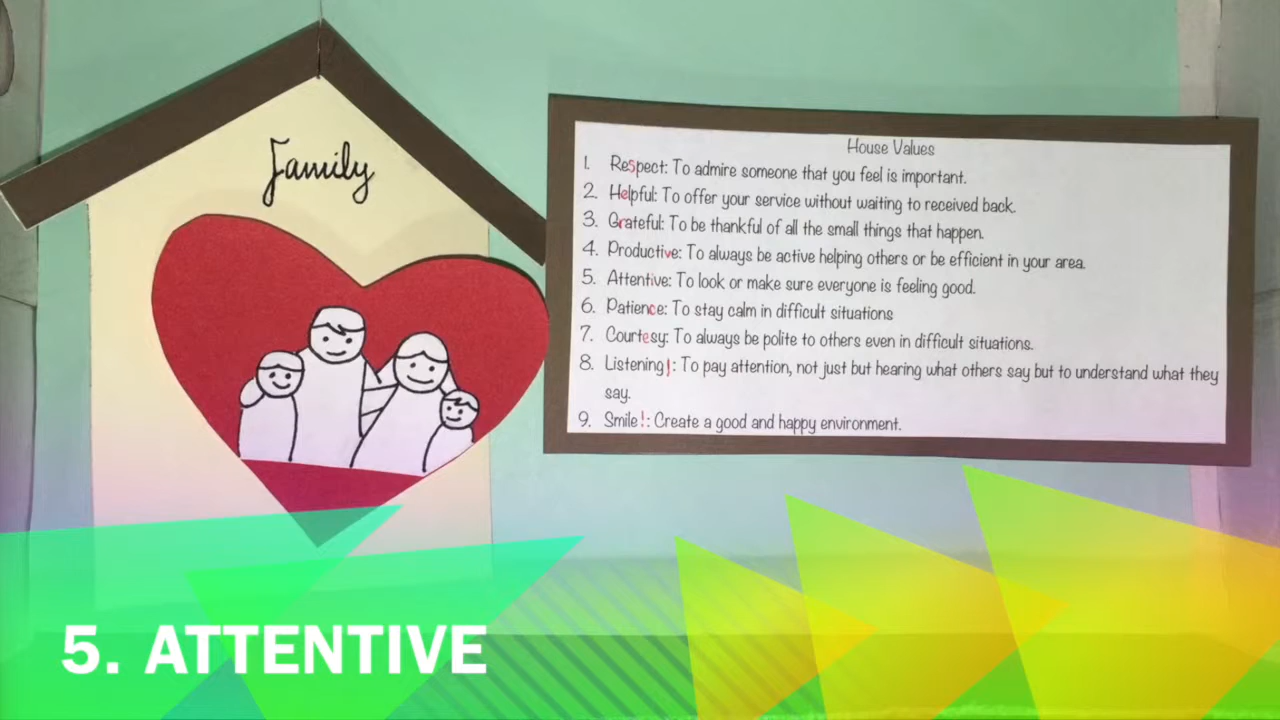 Family
House Values
1. Respect: To admire someone that you feel is important.
2. Helpful: To offer your service without waiting to received back.
3. Grateful: To be thankful of all the small things that happen.
4. Productive: To always be active helping others or be efficient in your area.
5. Attentive: To look or make sure everyone is feeling good.
6. Patience: To stay calm in difficult situations
7. Courtesy: To always be polite to others even in difficult situations.
8. Listening!: To pay attention, not just but hearing what others say but to understand what they
say.
9. Smile!: Create a good and happy environment.
5. ATTENTIVE